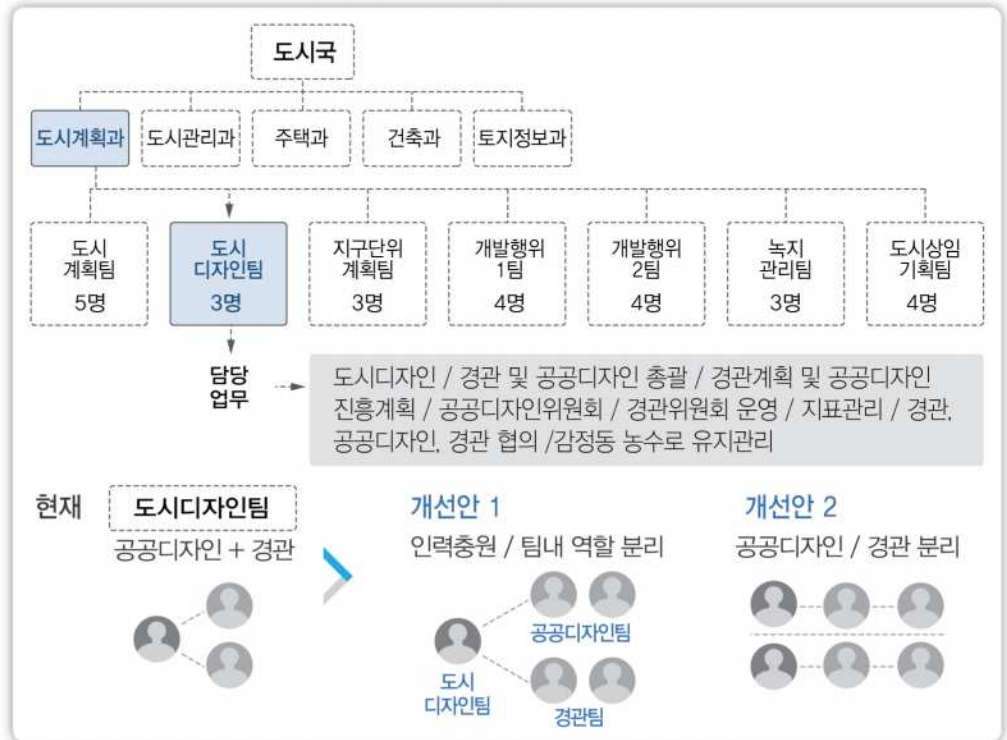 도시국
도시계획과 도시관리과 주택과 건축과 토지정보과
도시
계획팀
5명
도시
디자인팀
3명
지구단위
계획팀
3명
개발행위
1팀
4명
개발행위
2팀
4명
녹지
관리팀
3명
도시상임
기획팀
4명
담당
업무
도시디자인 / 경관 및 공공디자인 총괄 / 경관계획 및 공공디자인
진흥계획 / 공공디자인위원회 / 경관위원회 운영 / 지표관리 / 경관,
공공디자인, 경관 협의 /감정동 농수로 유지관리
현재 도시디자인팀
공공디자인 + 경관
개선안 1
인력충원 / 팀내 역할 분리
공공디자인팀
도시
디자인팀
경관팀
개선안 2
공공디자인 / 경관 분리